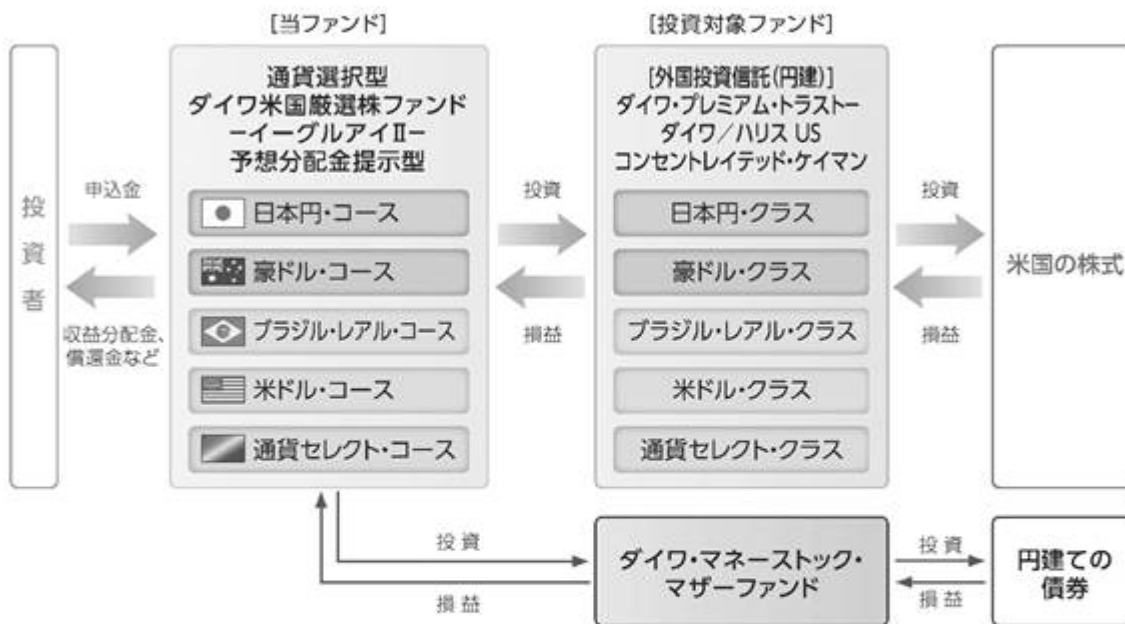 [当ファンド]
[投資対象ファンド]
投資者
申込金
収益分配金、
償還金など
通貨選択型
ダイワ米国厳選株ファンド
−イーグルアイⅡ−
予想分配金提示型
日本円・コース
豪ドル・コース
ブラジル・レアル・コース
米ドル・コース
通貨セレクト・コース
投資
損益
[外国投資信託(円建)]
ダイワ・プレミアム・トラスト−
ダイワ／ハリス US
コンセントレイテッド・ケイマン
日本円・クラス
豪ドル・クラス
ブラジル・レアル・クラス
米ドル・クラス
通貨セレクト・クラス
投資
損益
米国の株式
投資
損益
ダイワ・マネーストック・
マザーファンド
投資
損益
円建ての
債券